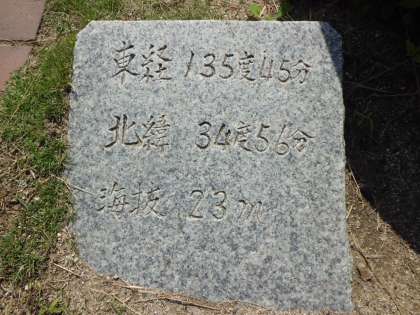 東経 135度45分
北緯 34度56分
海抜 23m